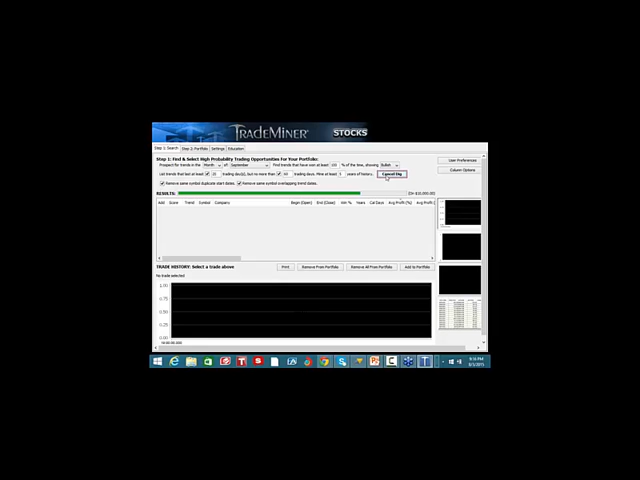 TRADEMINER STOCKS
Step 1: Search Step 2: Portfolio Settings Education
Step 1: Find & Select High Probability Trading Opportunities For Your Portfolio:
Prospect for trends in the Month of September Find trends that have won at least 100 % of the time, showing Bullish
List trends that last at least 20 trading day(s), but no more than 60 trading days. Mine at least years of history. Cancel Dig
Remove same symbol duplicate start dates. Remove same symbol overlapping trend dates.
User Preferences
Column Options
RESULTS:
Add Score Trend Symbol Company Begin (Open) End (Close) Win % Years Cal Days Avg Profit (%) Avg Profit (
TRADE HISTORY: Select a trade above
Print Remove From Portfolio Remove All From Portfolio Add to Portfolio
No trade selected
1.00
0.75
0.50
0.25
0.00